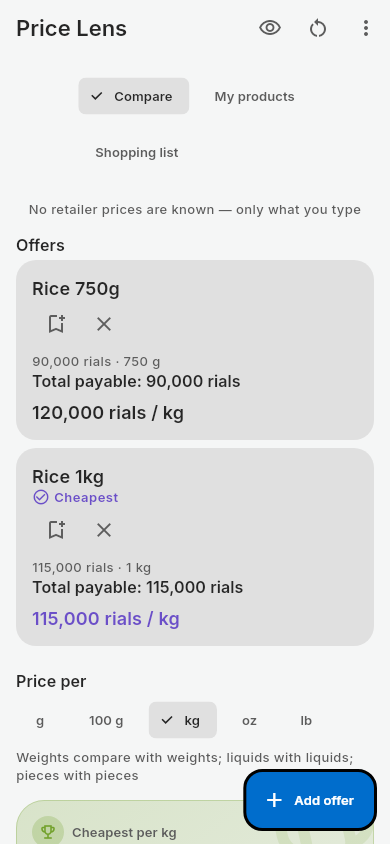 Price Lens
Compare
My products
Shopping list
No retailer prices are known — only what you type
Offers
Rice 750g
90,000 rials · 750 g
Total payable: 90,000 rials
120,000 rials / kg
Rice 1kg
Cheapest
115,000 rials · 1 kg
Total payable: 115,000 rials
115,000 rials / kg
Price per
g
100 g
kg
oz
lb
Weights compare with weights; liquids with liquids;
pieces with pieces
Add offer
Cheapest per kg